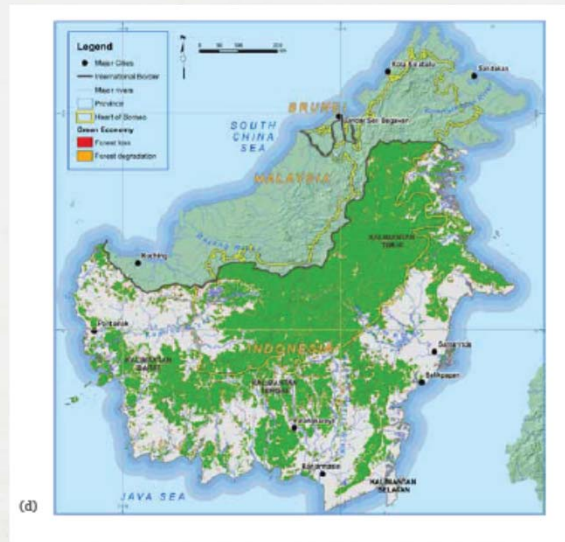 Legend
Major Cities
International Border
Major rivers
Province
Heart of Borneo
Green Economy
Forest loss
Forest degradation
Kota Kinabalu
Sandakan
BRUNEI
Bandar Seri Begawan
SOUTH
CHINA
SEA
MALAYSIA
Kuching
KALIMANTAN
TIMUR
Pontianak
INDONESIA
Samarinda
KALIMANTAN
BARAT
KALIMANTAN
TENGAH
Balikpapan
Palangkaraya
Banjarmasin
KALIMANTAN
SELATAN
JAVA SEA
(d)